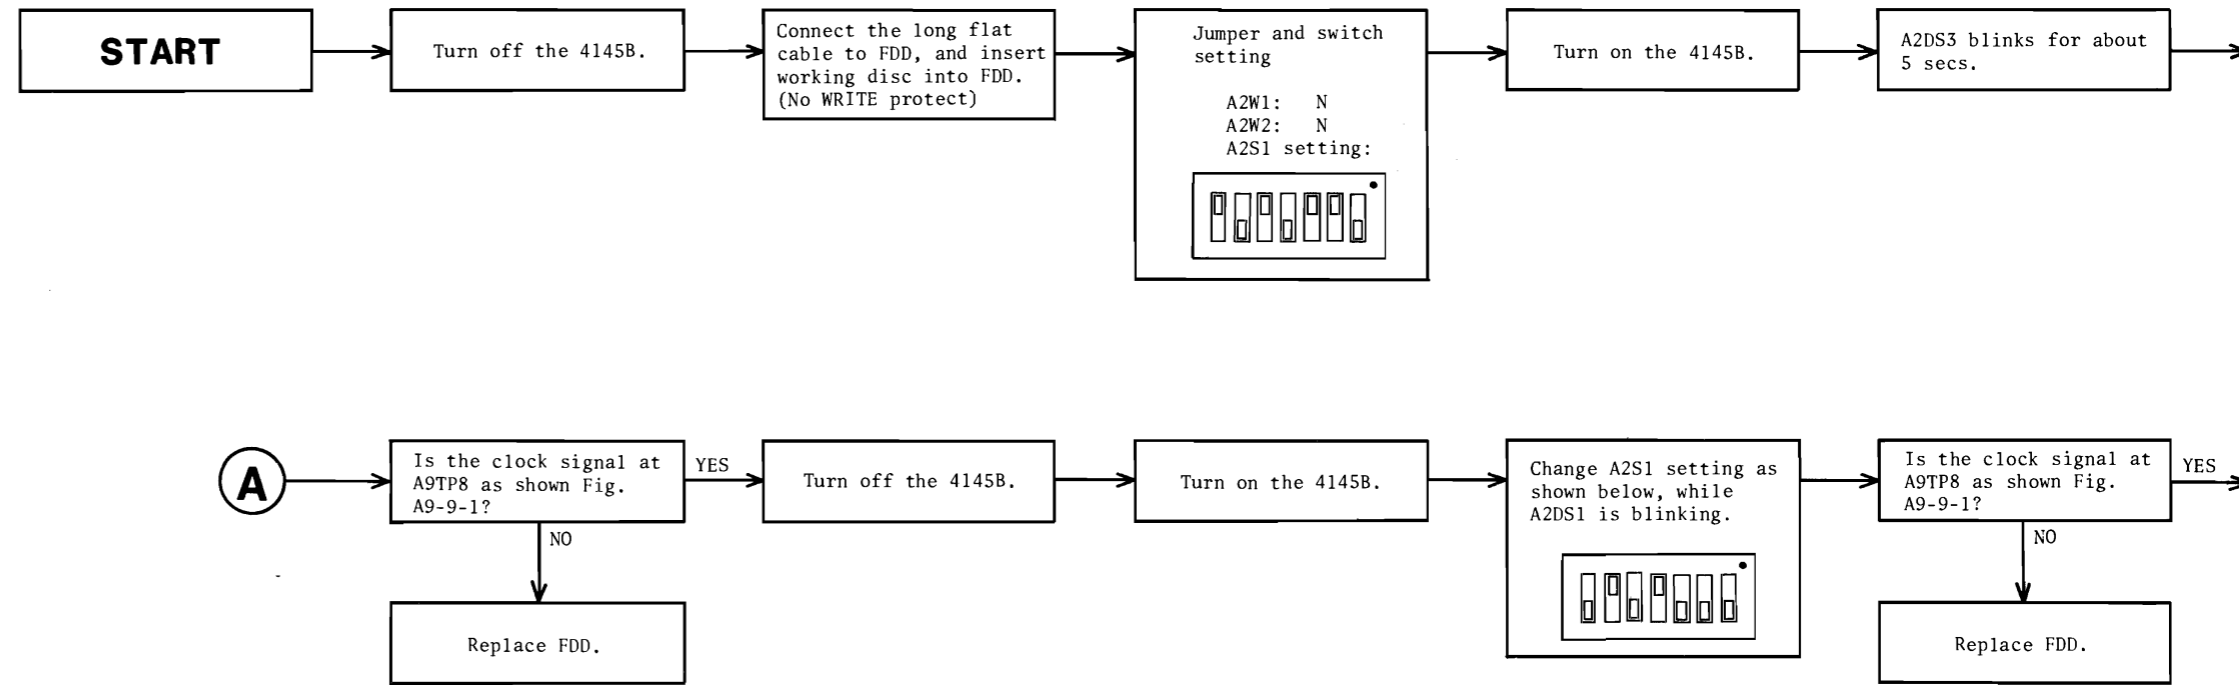 START
Turn off the 4145B.
Connect the long flat
cable to FDD, and insert
working disc into FDD.
(No WRITE protect)
Jumper and switch
setting
A2W1: N
A2W2: N
A2S1 setting:
Turn on the 4145B.
A2DS3 blinks for about
5 secs.
A
Is the clock signal at
A9TP8 as shown Fig.
A9-9-1?
YES
NO
Replace FDD.
Turn off the 4145B.
Turn on the 4145B.
Change A2S1 setting as
shown below, while
A2DS1 is blinking.
Is the clock signal at
A9TP8 as shown Fig.
A9-9-1?
YES
NO
Replace FDD.